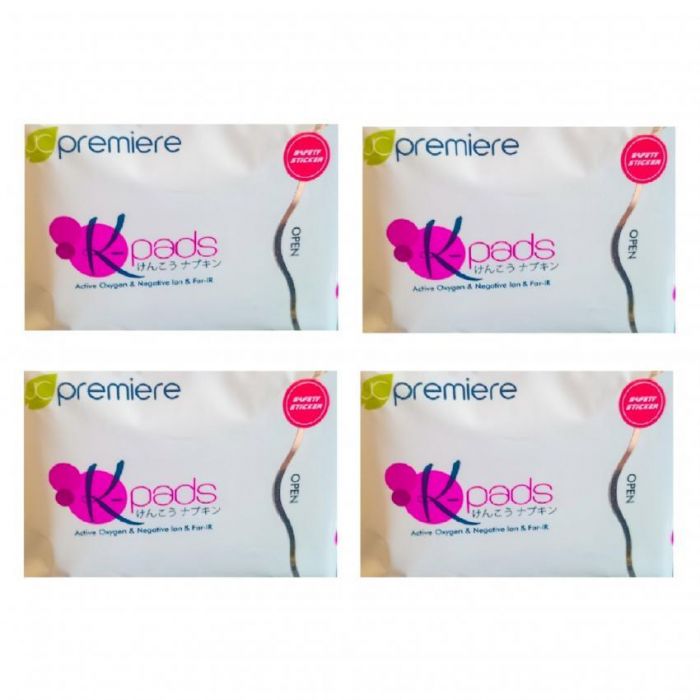 JC premiere
SAFETY
STICKER
K-pads
OPEN
けんこう ナプキン
Active Oxygen & Negative Ion & Far-IR
JC premiere
SAFETY
STICKER
K-pads
OPEN
けんこう ナプキン
Active Oxygen & Negative Ion & Far-IR
JC premiere
SAFETY
STICKER
K-pads
OPEN
けんこう ナプキン
Active Oxygen & Negative Ion & Far-IR
JC premiere
SAFETY
STICKER
K-pads
OPEN
けんこう ナプキン
Active Oxygen & Negative Ion & Far-IR